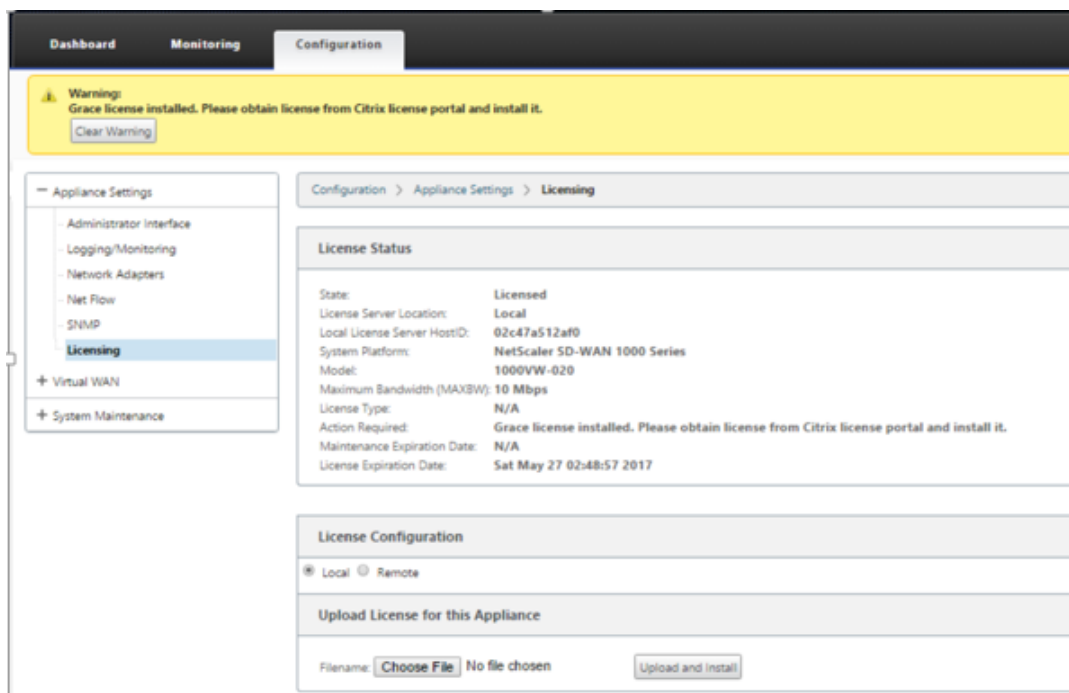 Dashboard Monitoring Configuration
Warning:
Grace license installed. Please obtain license from Citrix license portal and install it.
Clear Warning
Appliance Settings
Administrator Interface
Logging/Monitoring
Network Adapters
Net Flow
SNMP
Licensing
Virtual WAN
System Maintenance
Configuration > Appliance Settings > Licensing
License Status
State: Licensed
License Server Location: Local
Local License Server HostID: 02c47a512af0
System Platform: NetScaler SD-WAN 1000 Series
Model: 1000VW-020
Maximum Bandwidth (MAXBW): 10 Mbps
License Type: N/A
Action Required: Grace license installed. Please obtain license from Citrix license portal and install it.
Maintenance Expiration Date: N/A
License Expiration Date: Sat May 27 02:48:57 2017
License Configuration
Local Remote
Upload License for this Appliance
Filename: Choose File No file chosen Upload and Install